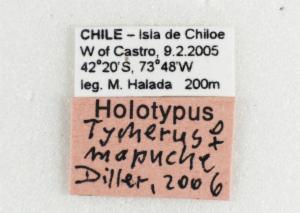 CHILE – Isla de Chiloe
W of Castro, 9.2.2005
42°20'S, 73°48'W
leg. M. Halada 200m
Holotypus
Tycherus ♀
mapuche
Diller, 2006